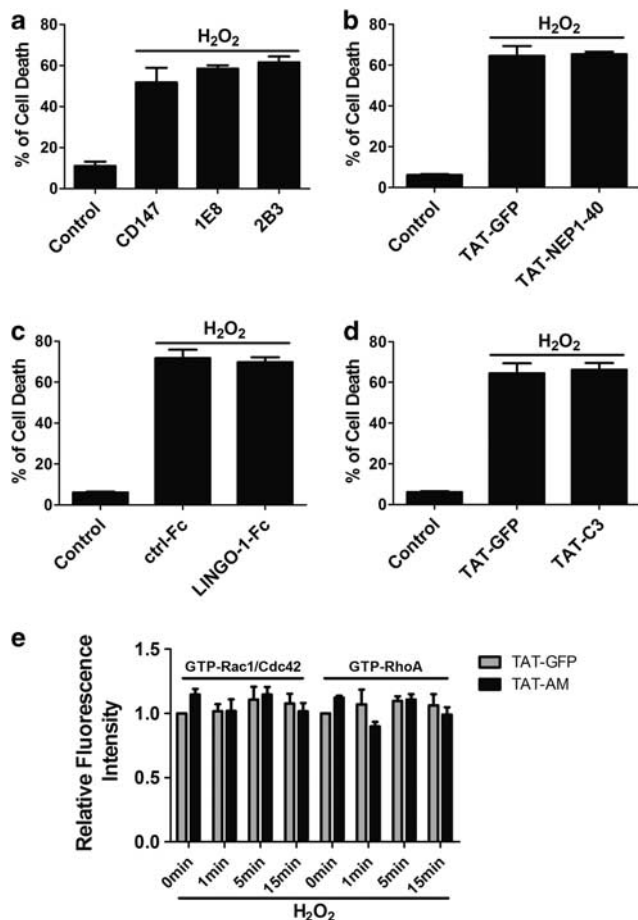 a
H₂O₂
% of Cell Death
80
60
40
20
0
Control
CD147
1E8
2B3
b
H₂O₂
% of Cell Death
80
60
40
20
0
Control
TAT-GFP
TAT-NEP1-40
c
H₂O₂
% of Cell Death
80
60
40
20
0
Control
ctrl-Fc
LINGO-1-Fc
d
H₂O₂
% of Cell Death
80
60
40
20
0
Control
TAT-GFP
TAT-C3
e
Relative Fluorescence
Intensity
1.5
1.0
0.5
0.0
GTP-Rac1/Cdc42
GTP-RhoA
TAT-GFP
TAT-AM
0min
1min
5min
15min
0min
1min
5min
15min
H₂O₂